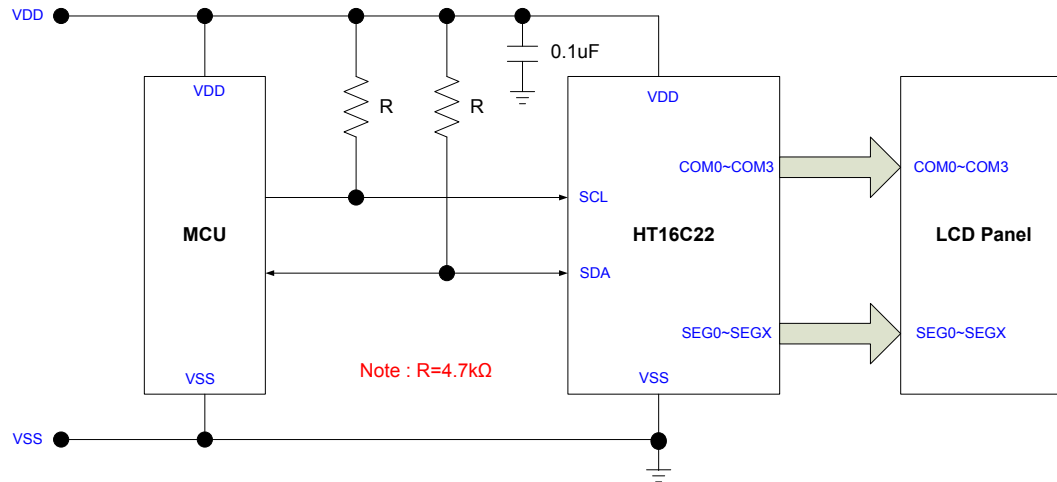 VDD
0.1uF
VDD
VDD
R
R
COM0~COM3
COM0~COM3
SCL
MCU
HT16C22
LCD Panel
SDA
SEG0~SEGX
SEG0~SEGX
Note : R=4.7kΩ
VSS
VSS
VSS